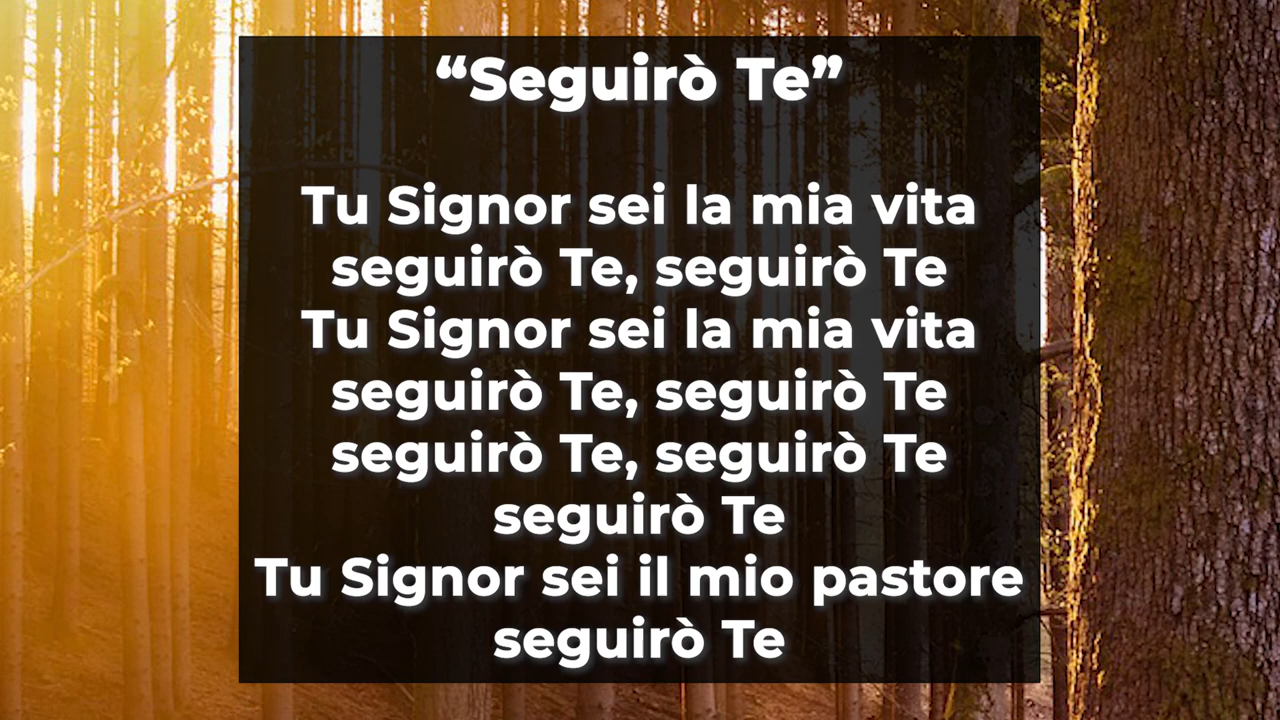 “Seguirò Te”
Tu Signor sei la mia vita
seguirò Te, seguirò Te
Tu Signor sei la mia vita
seguirò Te, seguirò Te
seguirò Te, seguirò Te
seguirò Te
Tu Signor sei il mio pastore
seguirò Te